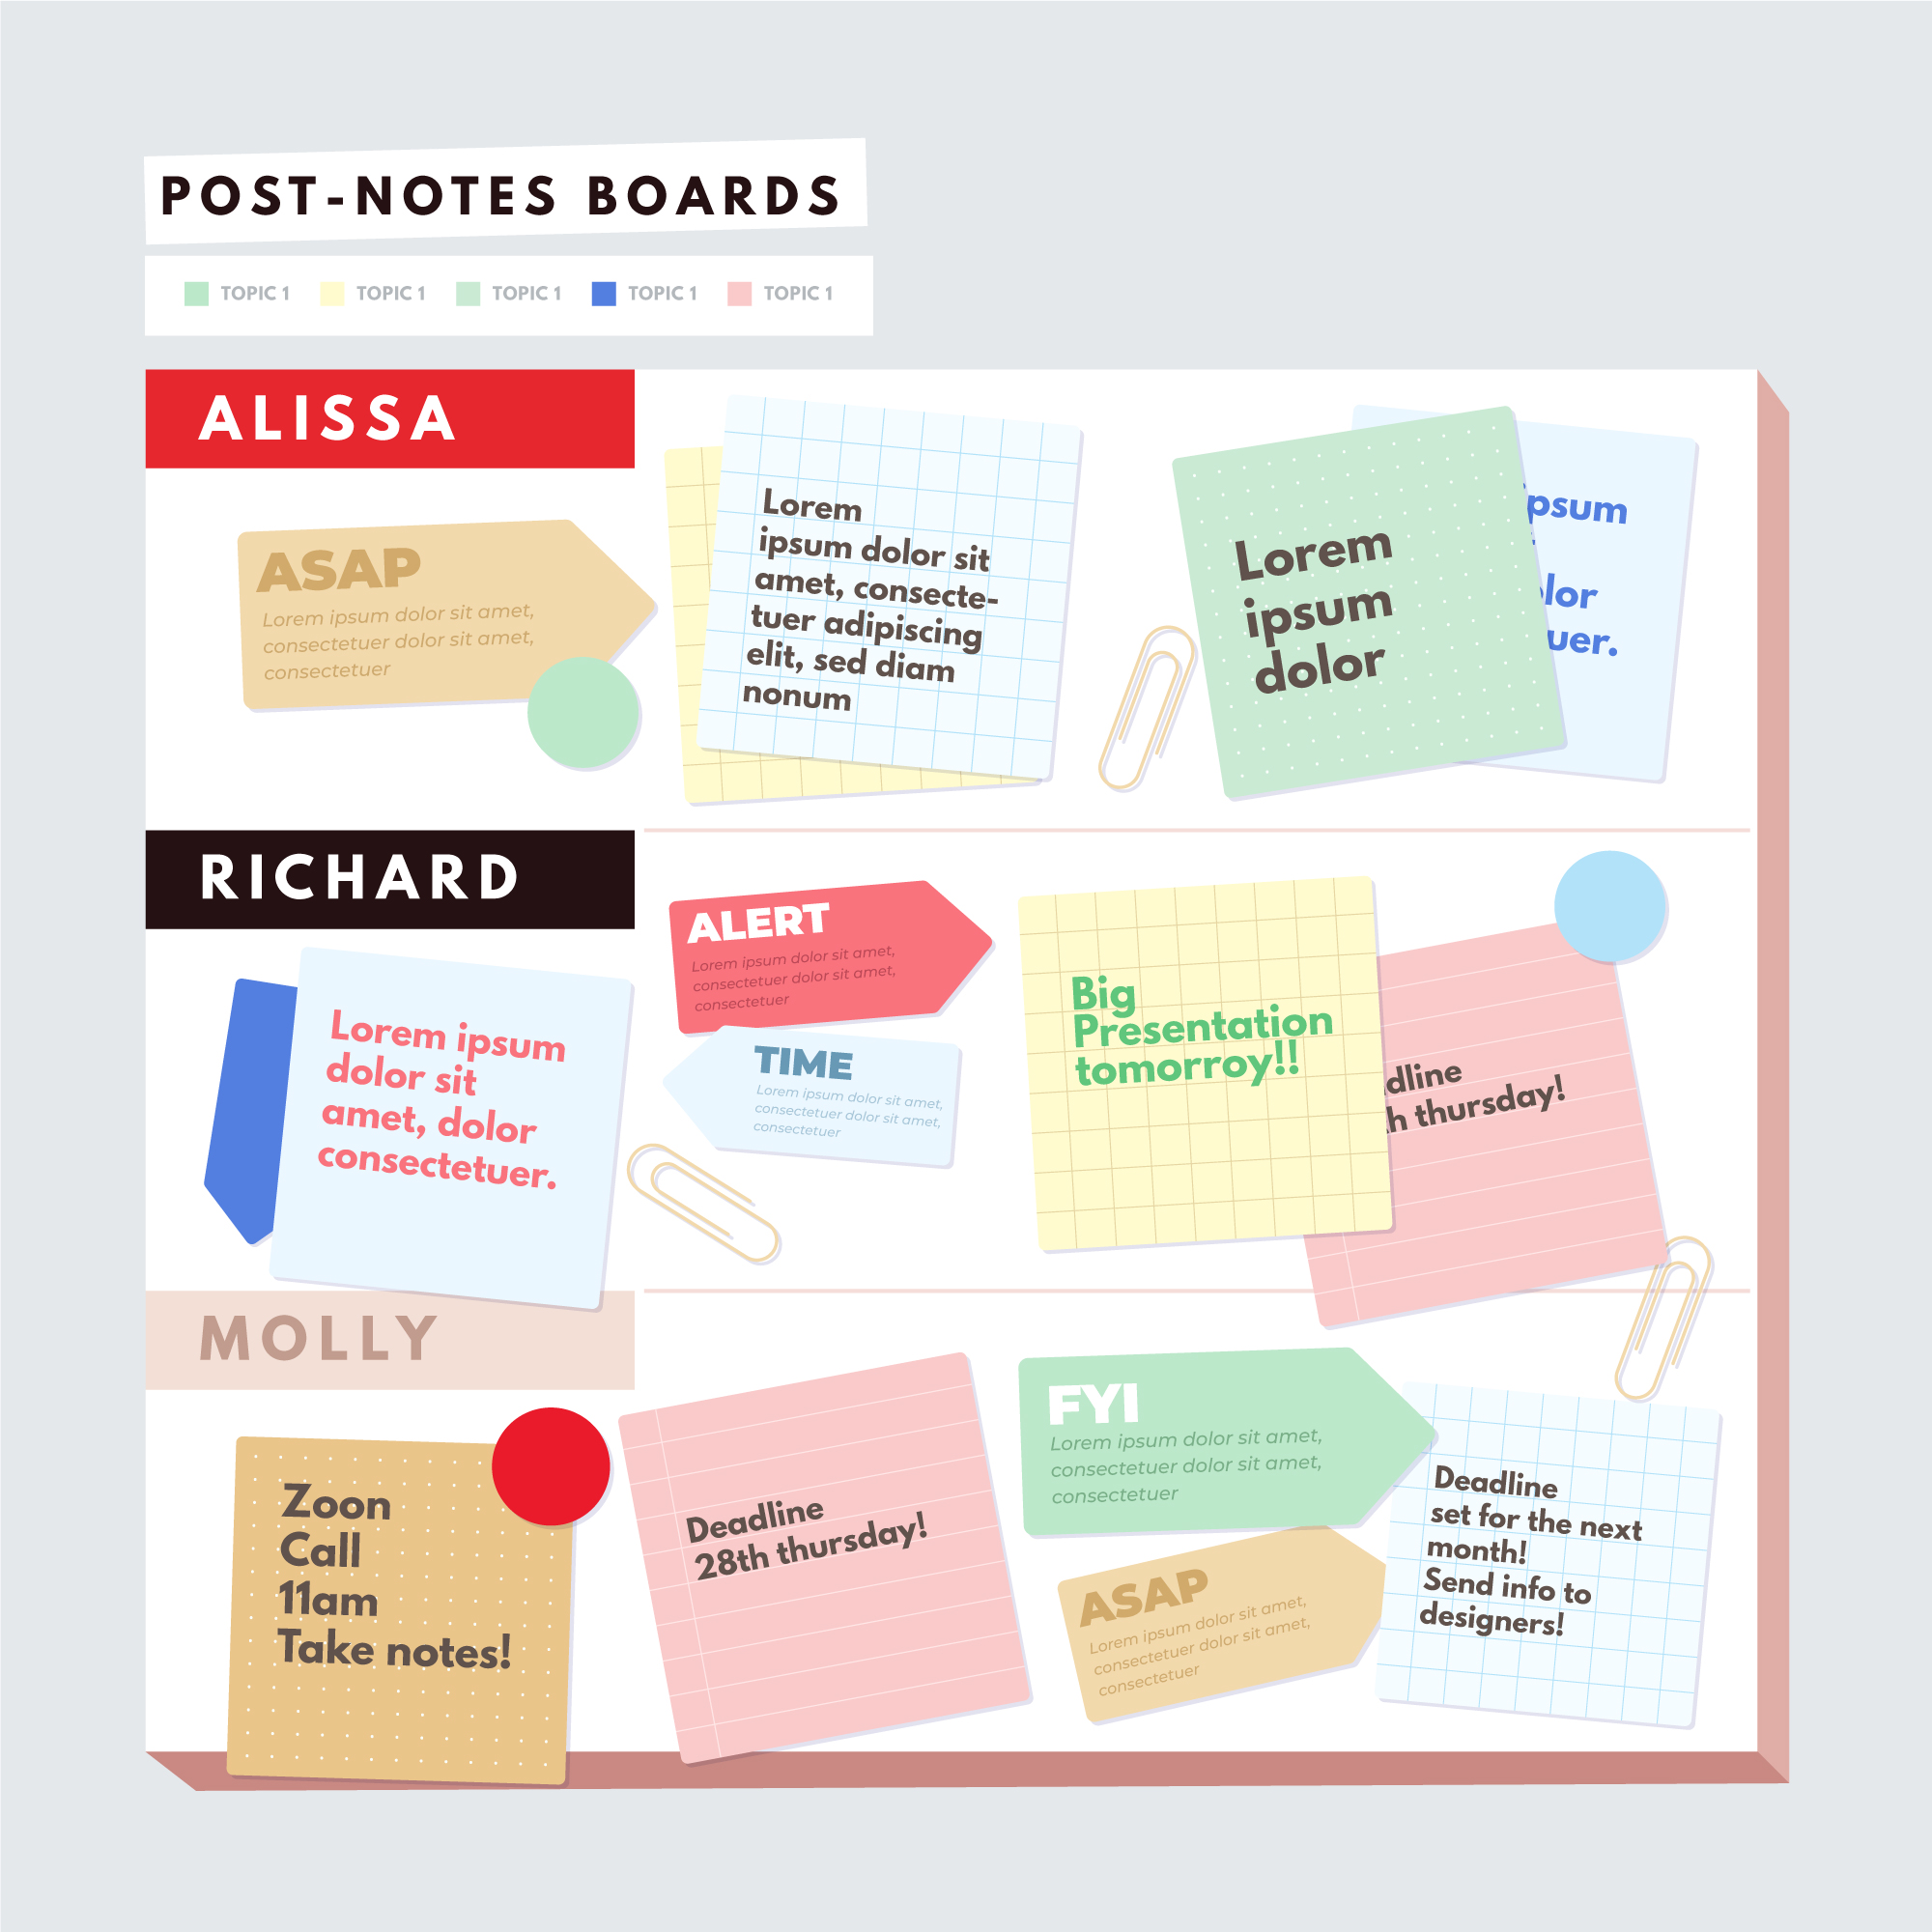 POST-NOTES BOARDS
TOPIC 1 TOPIC 1 TOPIC 1 TOPIC 1 TOPIC 1
ALISSA
ASAP
Lorem ipsum dolor sit amet,
consectetuer dolor sit amet,
consectetuer
Lorem
ipsum dolor sit
amet, consecte-
tuer adipiscing
elit, sed diam
nonum
Lorem
ipsum
dolor
psum
lor
uer.
RICHARD
Lorem ipsum
dolor sit
amet, dolor
consectetuer.
ALERT
Lorem ipsum dolor sit amet,
consectetuer dolor sit amet,
consectetuer
TIME
Lorem ipsum dolor sit amet,
consectetuer dolor sit amet,
consectetuer
Big
Presentation
tomorroy!!
dline
h thursday!
MOLLY
Zoon
Call
11am
Take notes!
Deadline
28th thursday!
FYI
Lorem ipsum dolor sit amet,
consectetuer dolor sit amet,
consectetuer
ASAP
Lorem ipsum dolor sit amet,
consectetuer dolor sit amet,
consectetuer
Deadline
set for the next
month!
Send info to
designers!